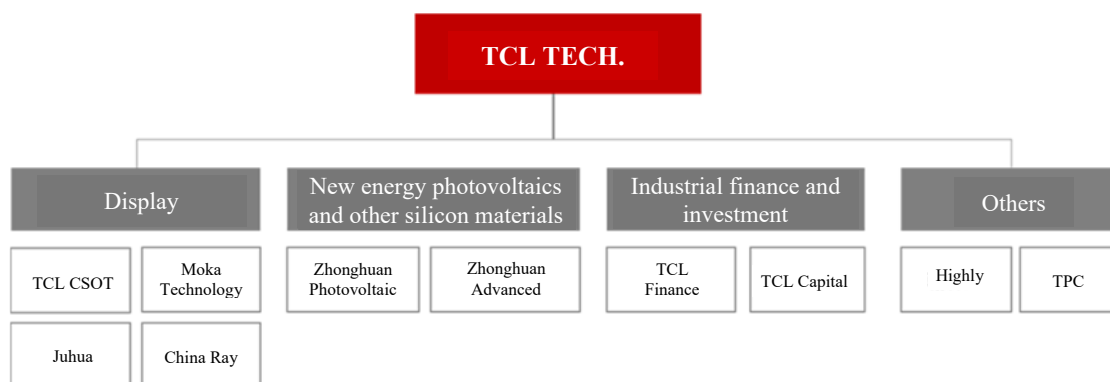 TCL TECH.
Display
New energy photovoltaics
and other silicon materials
Industrial finance and
investment
Others
TCL CSOT
Moka
Technology
Zhonghuan
Photovoltaic
Zhonghuan
Advanced
TCL
Finance
TCL Capital
Highly
TPC
Juhua
China Ray